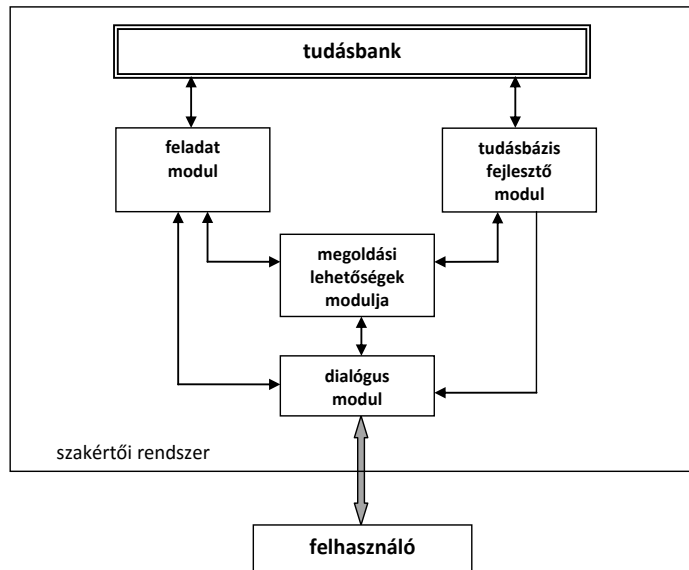 tudásbank
feladat
modul
tudásbázis
fejlesztő
modul
megoldási
lehetőségek
modulja
dialógus
modul
szakértői rendszer
felhasználó